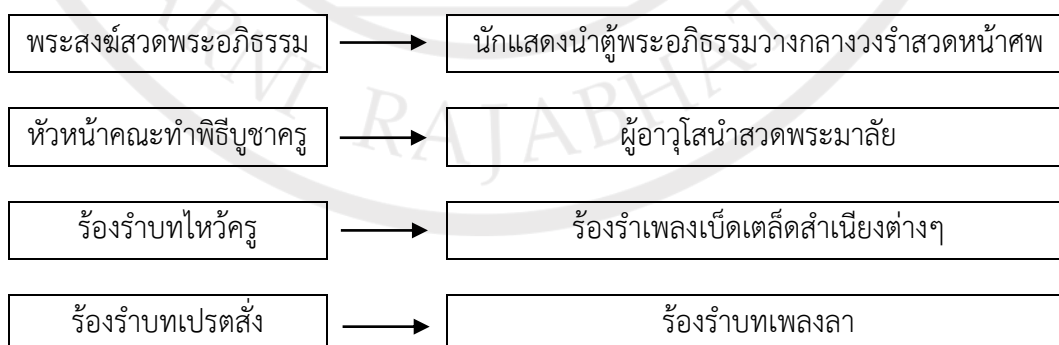 พระสงฆ์สวดพระอภิธรรม
นักแสดงนำตู้พระอภิธรรมวางกลางวงรำสวดหน้าศพ
หัวหน้าคณะทำพิธีบูชาครู
ผู้อาวุโสนำสวดพระมาลัย
ร้องรำบทไหว้ครู
ร้องรำเพลงเบ็ดเตล็ดสำเนียงต่างๆ
ร้องรำบทเปรตสั่ง
ร้องรำบทเพลงลา
ARNI RAJABHAT